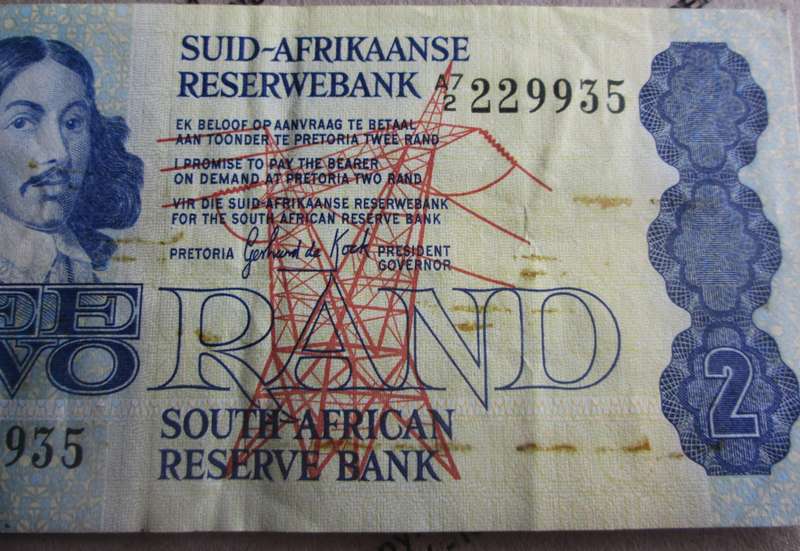 SUID-AFRIKAANSE
RESERWEBANK
A7/2 229935
EK BELOOF OP AANVRAAG TE BETAAL
AAN TOONDER TE PRETORIA TWEE RAND
I PROMISE TO PAY THE BEARER
ON DEMAND AT PRETORIA TWO RAND
VIR DIE SUID-AFRIKAANSE RESERWEBANK
FOR THE SOUTH AFRICAN RESERVE BANK
PRETORIA Gerhard de Kock PRESIDENT
GOVERNOR
EE
WO
RAND
2
935
SOUTH AFRICAN
RESERVE BANK